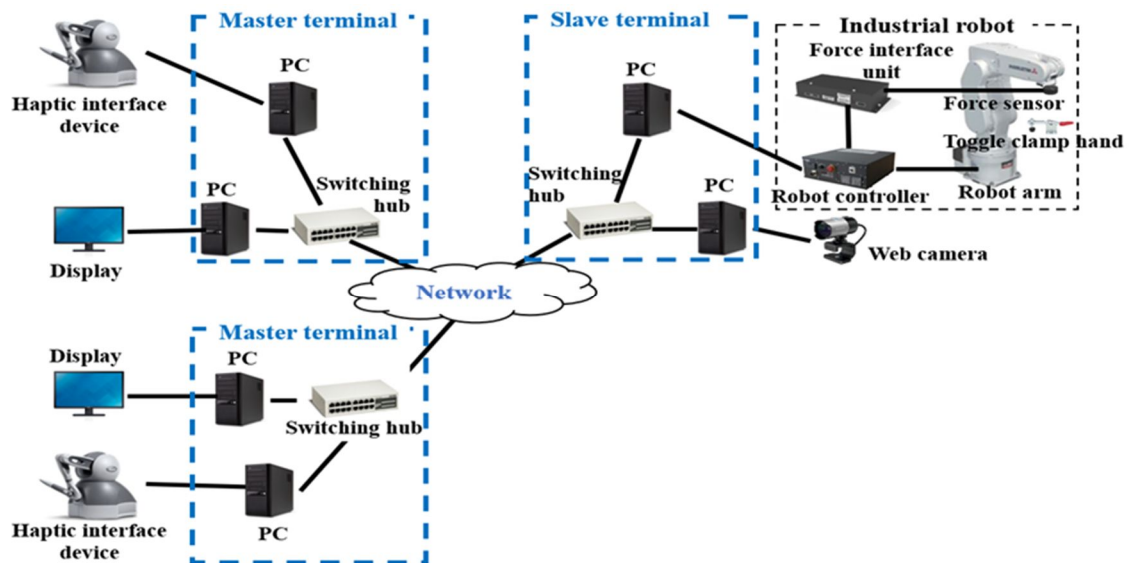 Master terminal
PC
Haptic interface
device
Switching
hub
PC
Display
Slave terminal
PC
Switching
hub
PC
Industrial robot
Force interface
unit
Force sensor
Toggle clamp hand
Robot controller
Robot arm
Web camera
Network
Master terminal
Display
PC
Switching hub
Haptic interface
device
PC